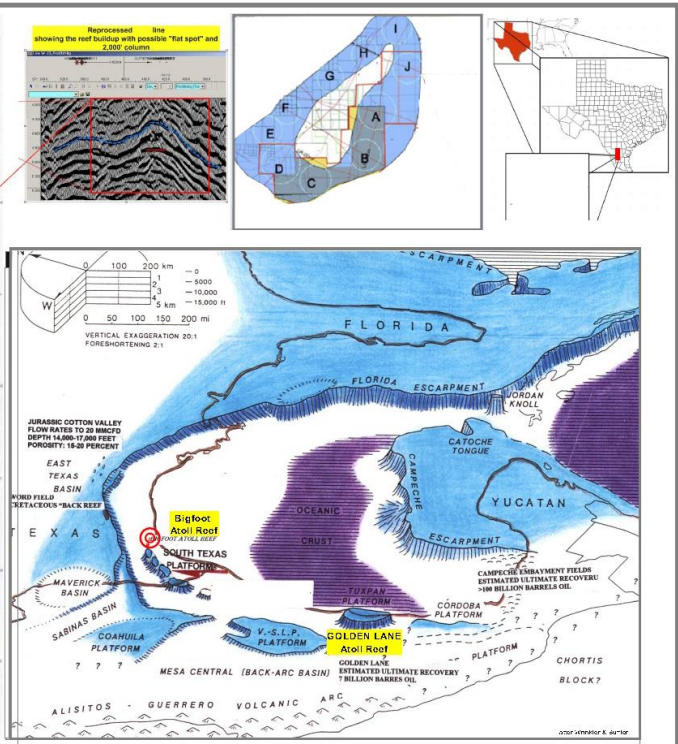 Reprocessed line
showing the reef buildup with possible "flat spot" and
2,000' column
I
H
J
G
F
A
E
B
D
C
ESCARPMENT
0 100 200 km
0
1
5000
2
10,000
3
4
15,000 ft
5 km
W
0 50 100 150 200 mi
VERTICAL EXAGGERATION 20:1
FORESHORTENING 2:1
FLORIDA
FLORIDA ESCARPMENT
JORDAN
KNOLL
JURASSIC COTTON VALLEY
FLOW RATES TO 20 MMCFD
DEPTH 14,000-17,000 FEET
POROSITY: 15-20 PERCENT
CATOCHE
TONGUE
EAST
TEXAS
BASIN
CAMPECHE
WORD FIELD
CRETACEOUS "BACK REEF
YUCATAN
OCEANIC
CRUST
Bigfoot
Atoll Reef
TEXAS
FOOT ATOLL REEF
ESCARPMENT
SOUTH TEXAS
PLATFORMS
CAMPECHE EMBAYMENT FIELDS
ESTIMATED ULTIMATE RECOVERU
>100 BILLION BARRELS OIL
MAVERICK
BASIN
TUXPAN
PLATFORM
CORDOBA
PLATFORM
SABINAS BASIN
COAHUILA
PLATFORM
V.-S.L.P.
PLATFORM
GOLDEN LANE
Atoll Reef
? ? ?
MESA CENTRAL (BACK-ARC BASIN)
GOLDEN LANE
ESTIMATED ULTIMATE RECOVERY
7 BILLION BARRES OIL
PLATFORM
CHORTIS
BLOCK?
ALISITOS - GUERRERO VOLCANIC ARC